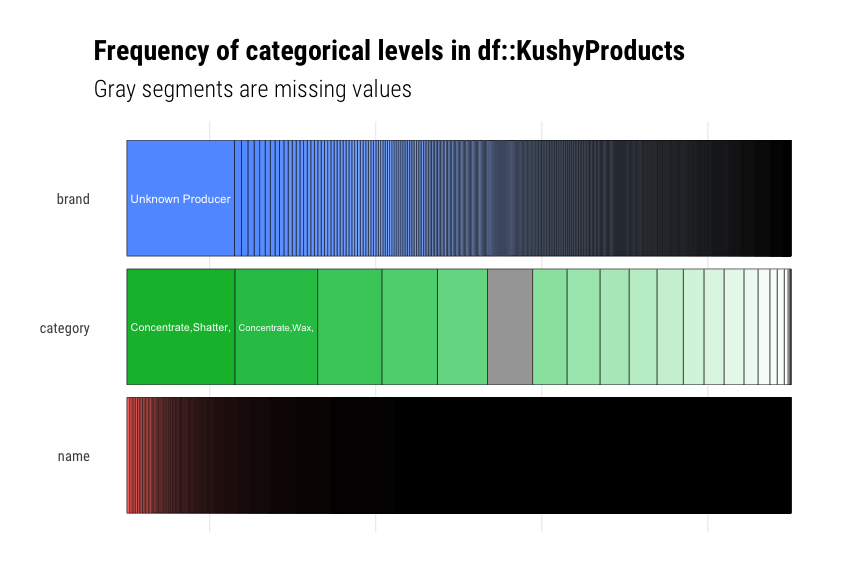 Frequency of categorical levels in df::KushyProducts
Gray segments are missing values
brand
Unknown Producer
category
Concentrate,Shatter,
Concentrate,Wax,
name